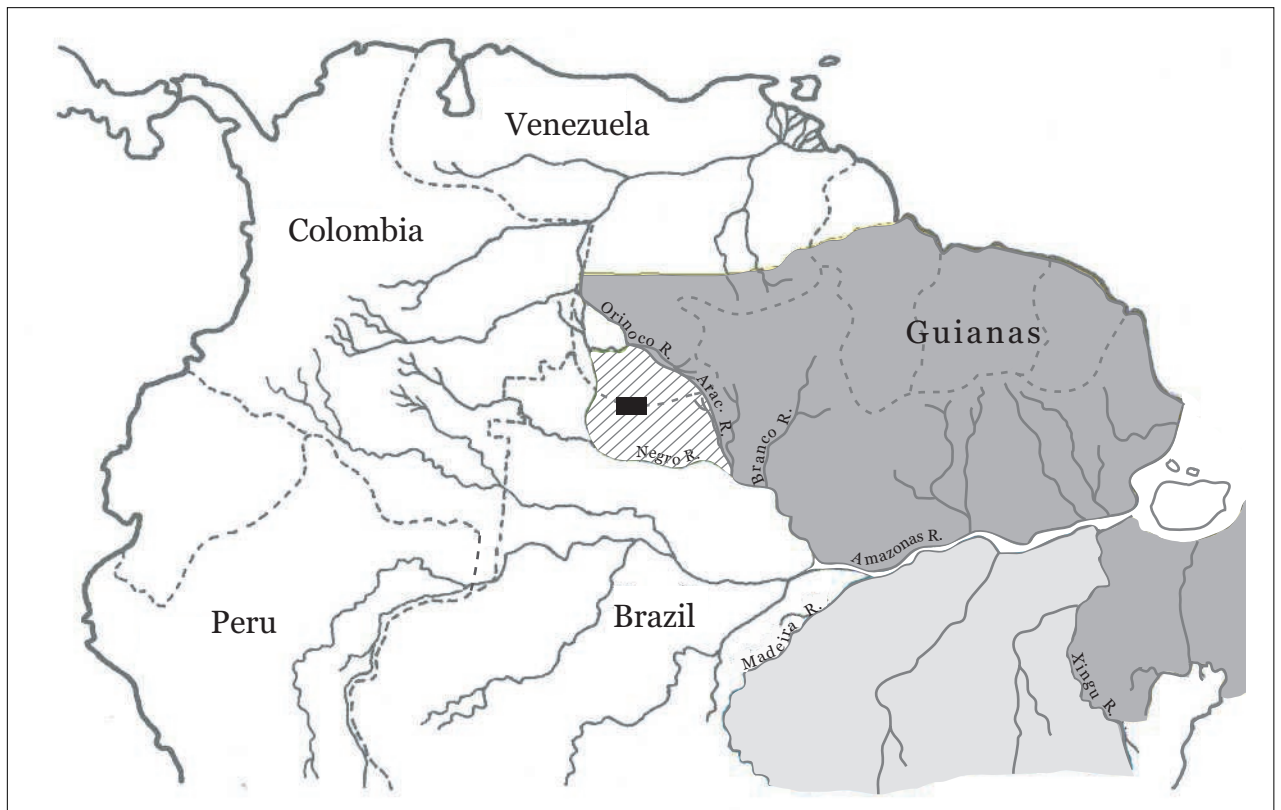 Venezuela
Colombia
Guianas
Orinoco R.
Arac. R.
Branco R.
Negro R.
Amazonas R.
Peru
Brazil
Madeira R.
Xingu R.